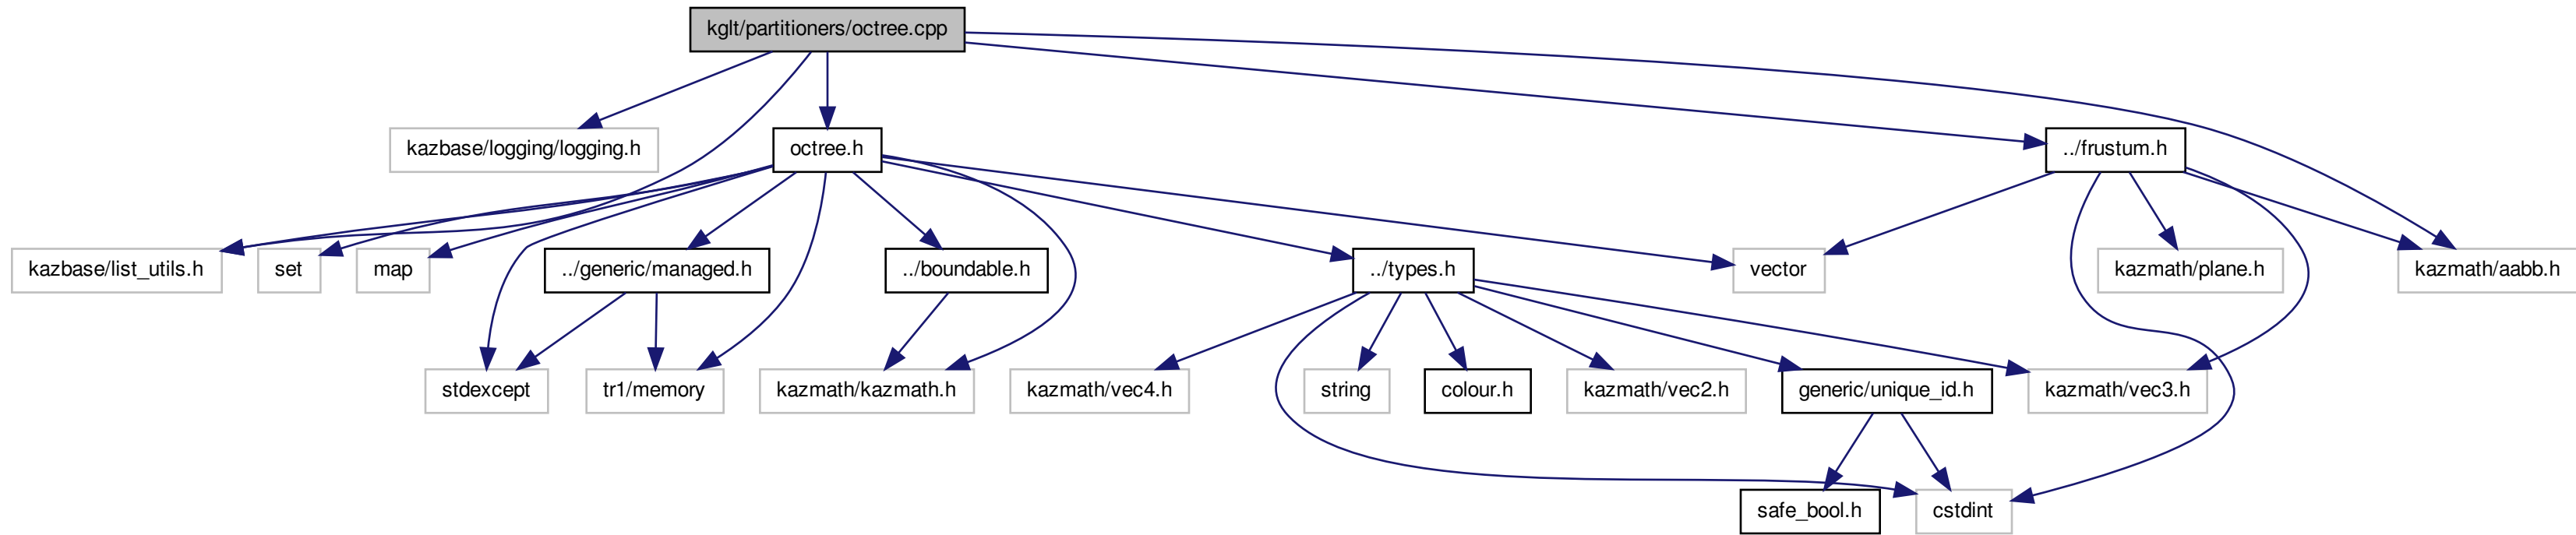 kglt/partitioners/octree.cpp
kazbase/logging/logging.h
octree.h
../frustum.h
kazbase/list_utils.h
set
map
../generic/managed.h
../boundable.h
../types.h
vector
kazmath/plane.h
kazmath/aabb.h
stdexcept
tr1/memory
kazmath/kazmath.h
kazmath/vec4.h
string
colour.h
kazmath/vec2.h
generic/unique_id.h
kazmath/vec3.h
safe_bool.h
cstdint